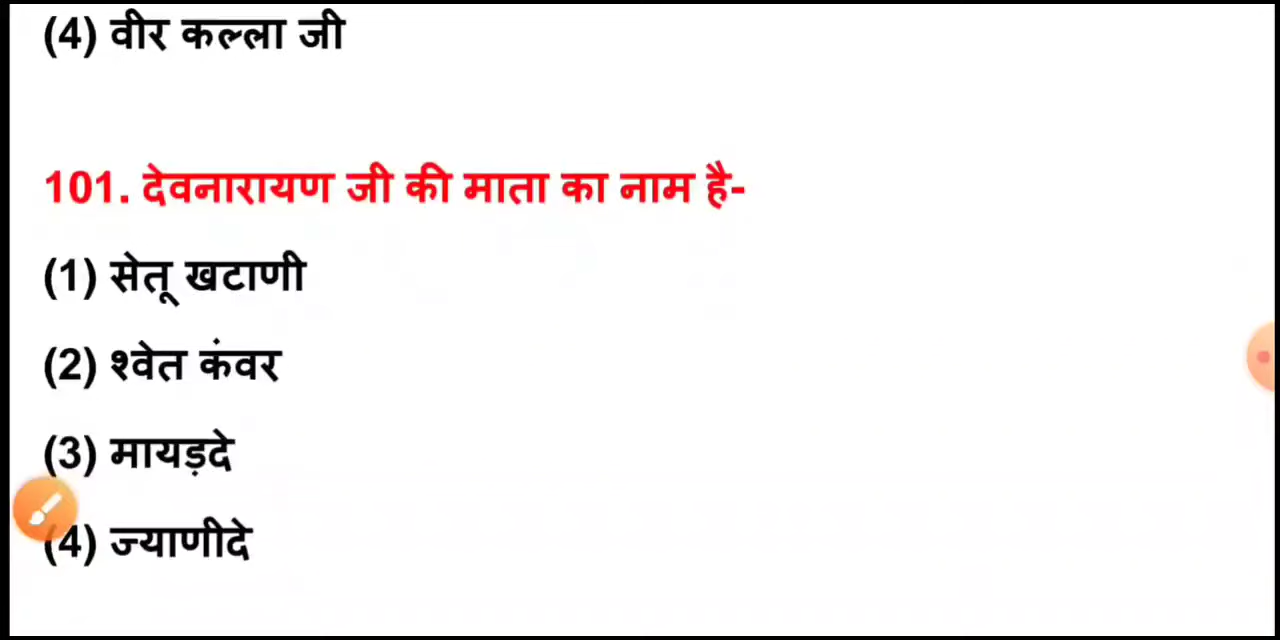 (4) वीर कल्ला जी
101. देवनारायण जी की माता का नाम है-
(1) सेतू खटाणी
(2) श्वेत कंवर
(3) मायड़दे
(4) ज्याणीदे